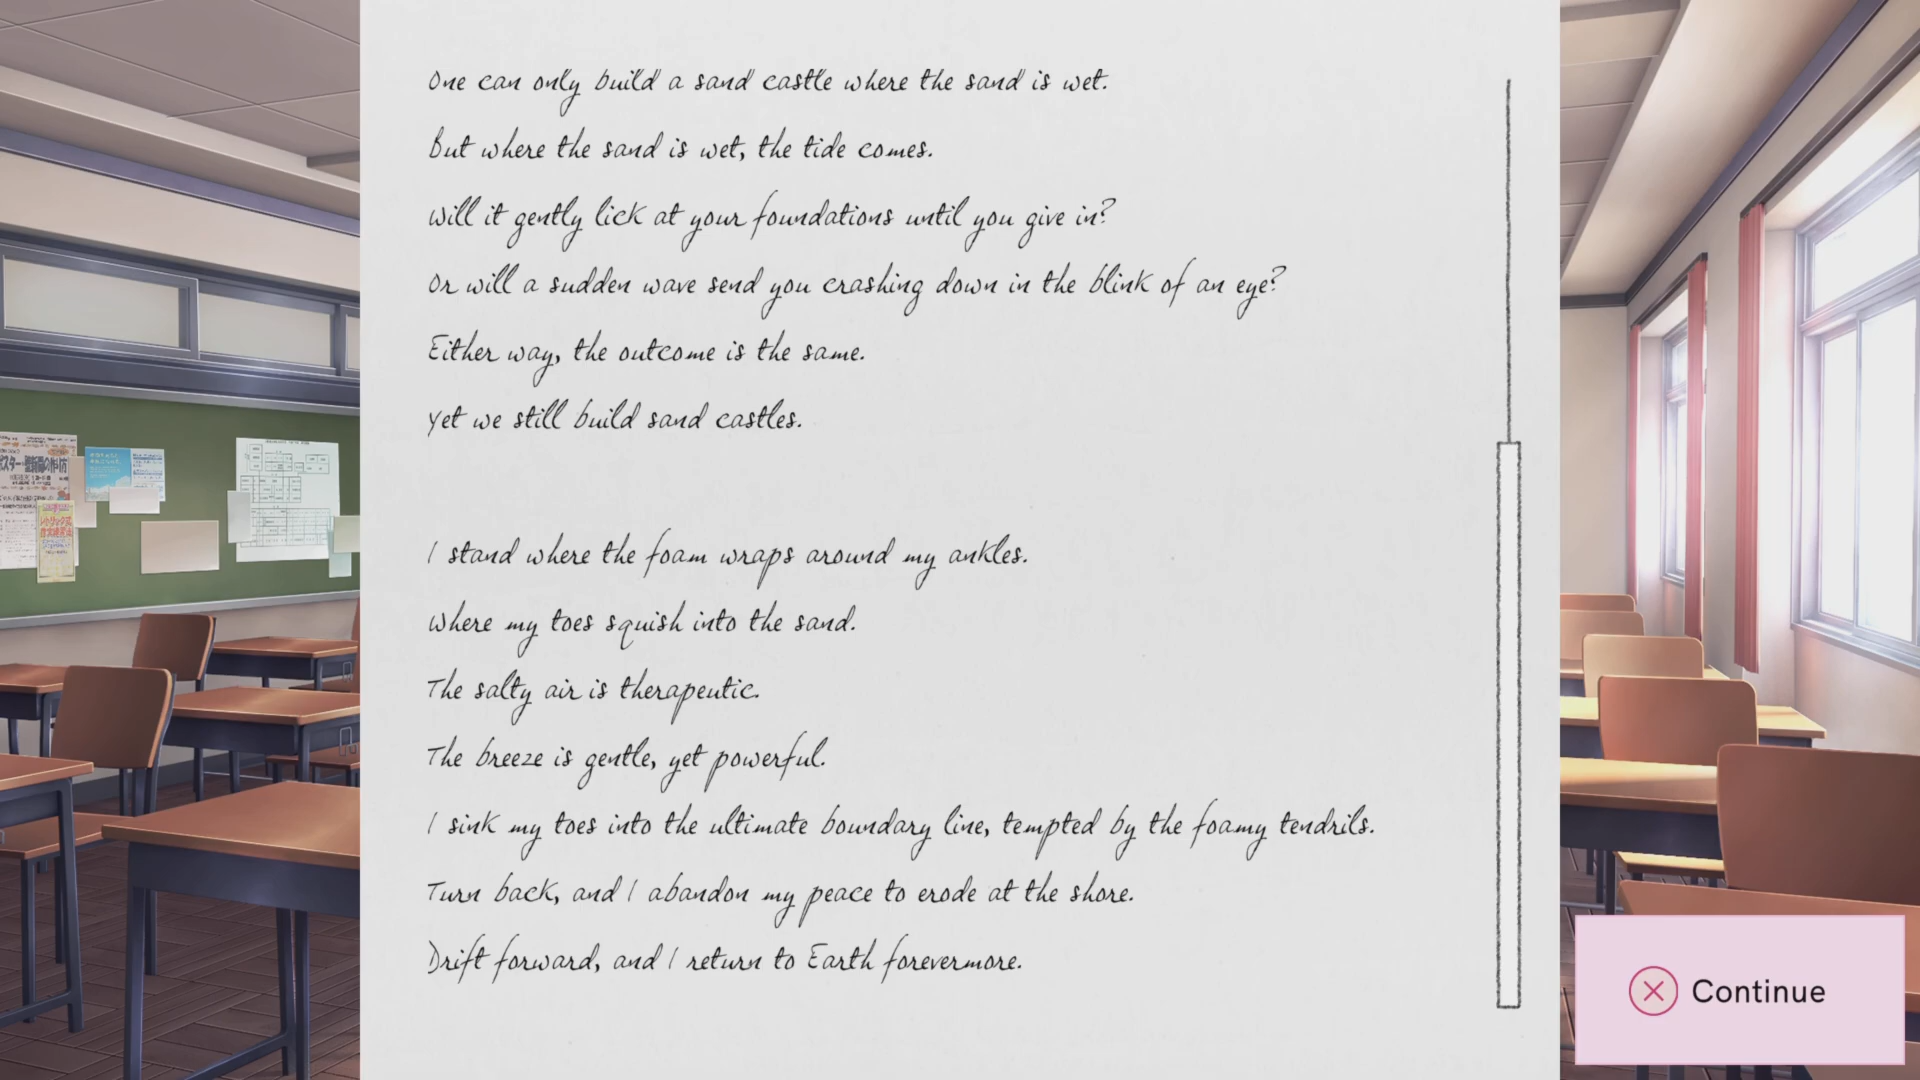 One can only build a sand castle where the sand is wet.
But where the sand is wet, the tide comes.
Will it gently lick at your foundations until you give in?
Or will a sudden wave send you crashing down in the blink of an eye?
Either way, the outcome is the same.
Yet we still build sand castles.
I stand where the foam wraps around my ankles.
Where my toes squish into the sand.
The salty air is therapeutic.
The breeze is gentle, yet powerful.
I sink my toes into the ultimate boundary line, tempted by the foamy tendrils.
Turn back, and I abandon my peace to erode at the shore.
Drift forward, and I return to Earth forevermore.
Continue